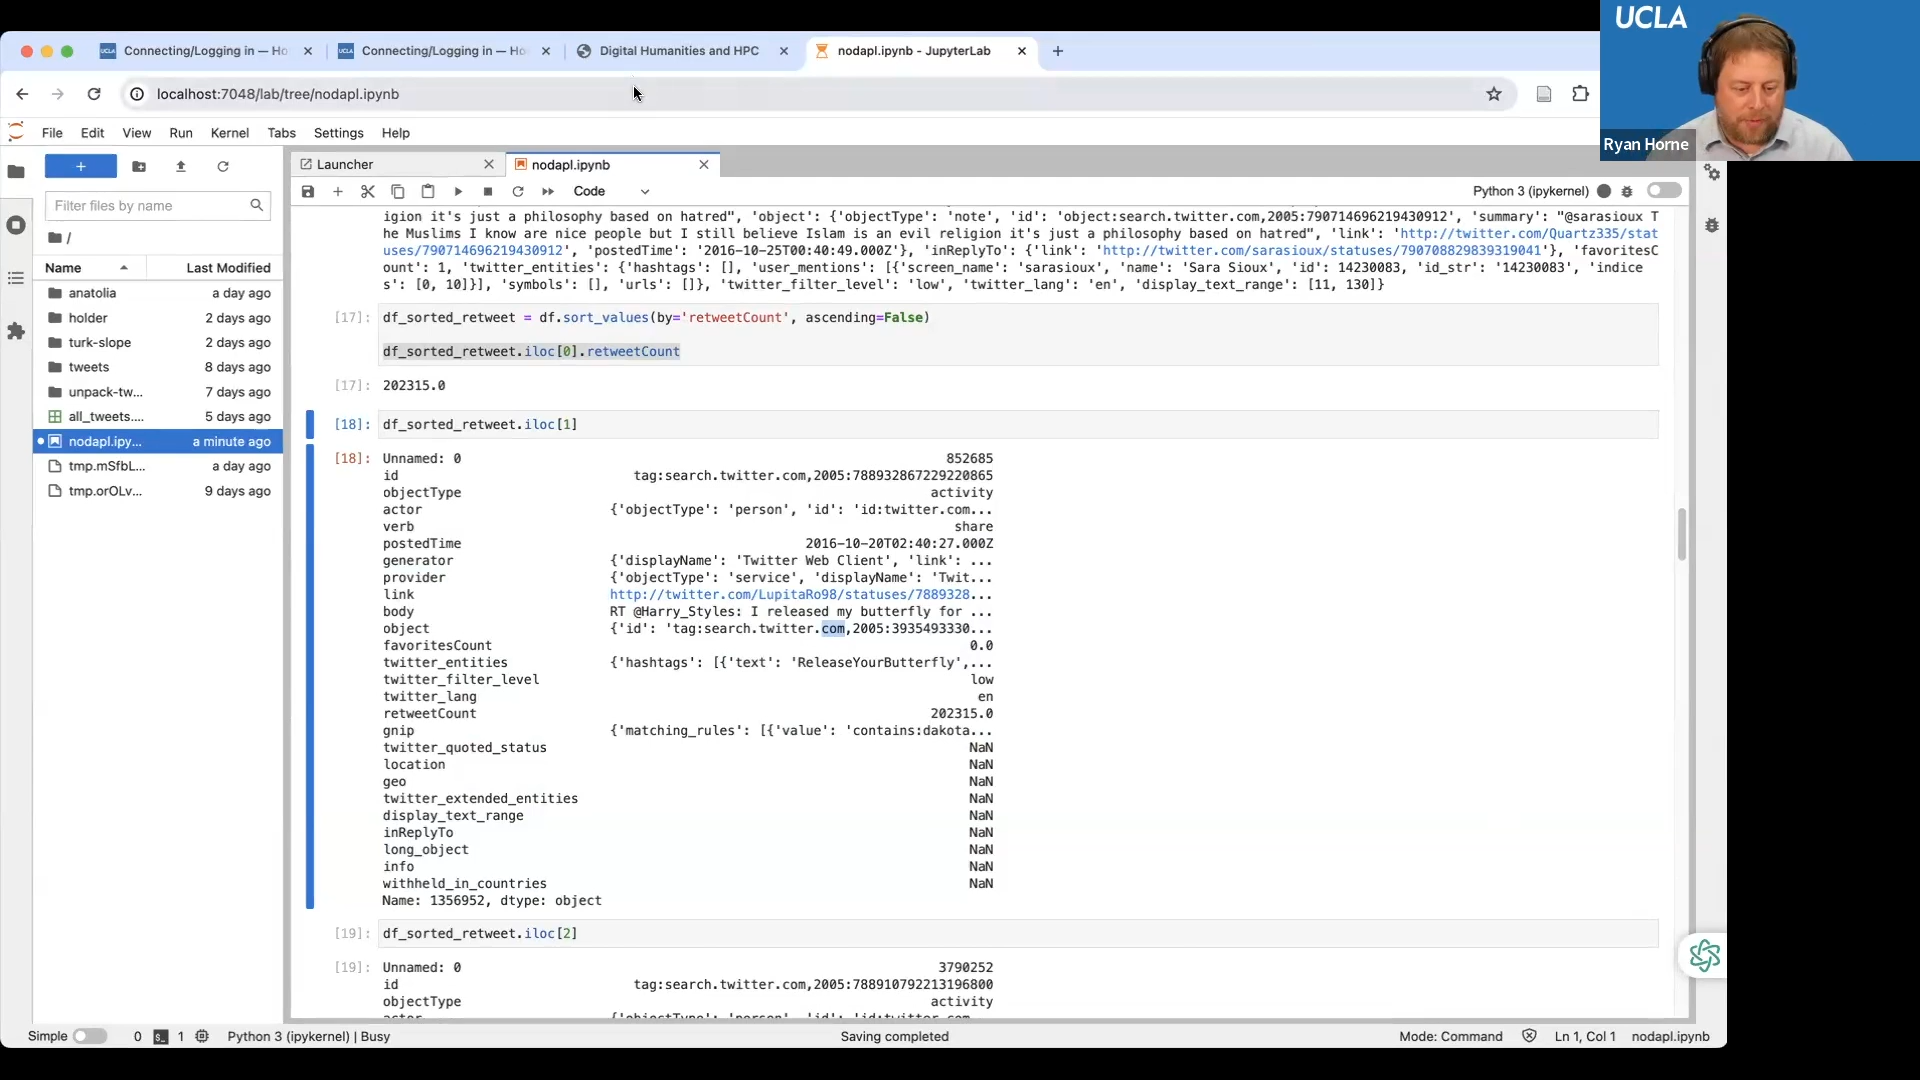 UCLA
Ryan Horne
Connecting/Logging in — Ho
Connecting/Logging in — Ho
Digital Humanities and HPC
nodapl.ipynb - JupyterLab
localhost:7048/lab/tree/nodapl.ipynb
File Edit View Run Kernel Tabs Settings Help
Launcher
nodapl.ipynb
Code
Python 3 (ipykernel)
Filter files by name
/
Name
Last Modified
anatolia a day ago
holder 2 days ago
turk-slope 2 days ago
tweets 8 days ago
unpack-tw... 7 days ago
all_tweets.... 5 days ago
nodapl.ipy... a minute ago
tmp.mSfbL... a day ago
tmp.orOLv... 9 days ago
igion it's just a philosophy based on hatred", 'object': {'objectType': 'note', 'id': 'object:search.twitter.com,2005:790714696219430912', 'summary': "@sarasioux T
he Muslims I know are nice people but I still believe Islam is an evil religion it's just a philosophy based on hatred", 'link': 'http://twitter.com/Quartz335/stat
uses/790714696219430912', 'postedTime': '2016-10-25T00:40:49.000Z'}, 'inReplyTo': {'link': 'http://twitter.com/sarasioux/statuses/790708829839319041'}, 'favoritesC
ount': 1, 'twitter_entities': {'hashtags': [], 'user_mentions': [{'screen_name': 'sarasioux', 'name': 'Sara Sioux', 'id': 14230083, 'id_str': '14230083', 'indice
s': [0, 10]}], 'symbols': [], 'urls': []}, 'twitter_filter_level': 'low', 'twitter_lang': 'en', 'display_text_range': [11, 130]}
[17]: df_sorted_retweet = df.sort_values(by='retweetCount', ascending=False)
df_sorted_retweet.iloc[0].retweetCount
[17]: 202315.0
[18]: df_sorted_retweet.iloc[1]
[18]: Unnamed: 0 852685
id tag:search.twitter.com,2005:788932867229220865
objectType activity
actor {'objectType': 'person', 'id': 'id:twitter.com...
verb share
postedTime 2016-10-20T02:40:27.000Z
generator {'displayName': 'Twitter Web Client', 'link': ...
provider {'objectType': 'service', 'displayName': 'Twit...
link http://twitter.com/LupitaRo98/statuses/7889328...
body RT @Harry_Styles: I released my butterfly for ...
object {'id': 'tag:search.twitter.com,2005:3935493330...
favoritesCount 0.0
twitter_entities {'hashtags': [{'text': 'ReleaseYourButterfly',...
twitter_filter_level low
twitter_lang en
retweetCount 202315.0
gnip {'matching_rules': [{'value': 'contains:dakota...
twitter_quoted_status NaN
location NaN
geo NaN
twitter_extended_entities NaN
display_text_range NaN
inReplyTo NaN
long_object NaN
info NaN
withheld_in_countries NaN
Name: 1356952, dtype: object
[19]: df_sorted_retweet.iloc[2]
[19]: Unnamed: 0 3790252
id tag:search.twitter.com,2005:788910792213196800
objectType activity
actor {'objectType': 'person', 'id': 'id:twitter.com
Simple 0 1 Python 3 (ipykernel) | Busy Saving completed Mode: Command Ln 1, Col 1 nodapl.ipynb